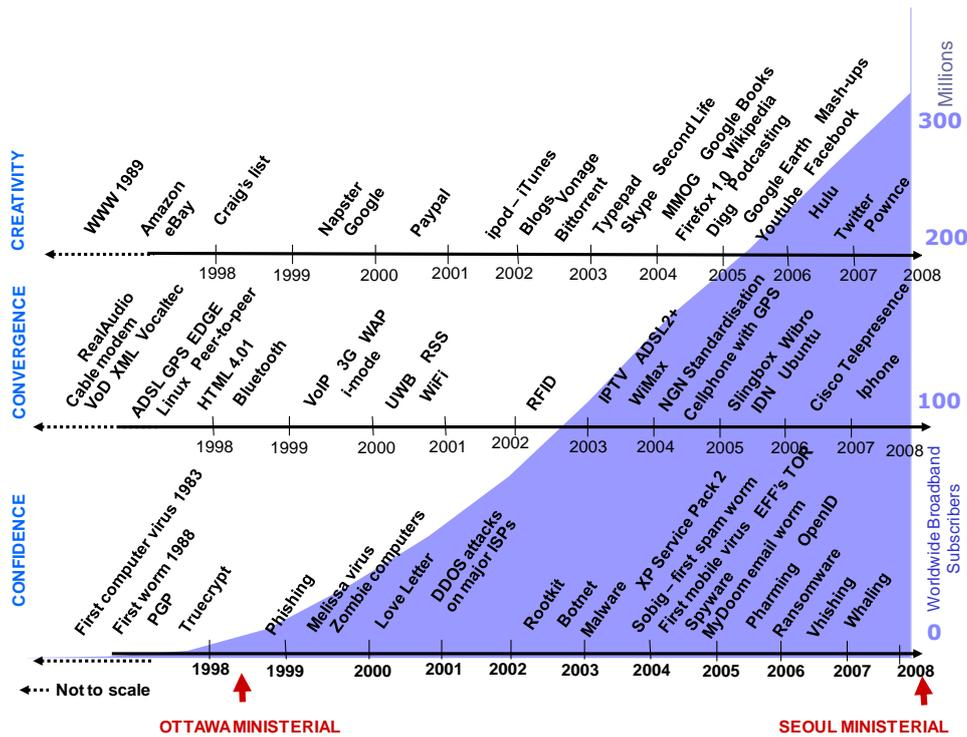 Millions
300
200
100
0
Worldwide Broadband
Subscribers
CREATIVITY
WWW 1989
Amazon
eBay
Craig's list
Napster
Google
Paypal
ipod – iTunes
Blogs
Vonage
Bittorrent
Typepad
Skype
Second Life
MMOG
Google Books
Firefox 1.0
Wikipedia
Digg
Podcasting
Google Earth
Youtube
Facebook
Mash-ups
Hulu
Twitter
Pownce
1998 1999 2000 2001 2002 2003 2004 2005 2006 2007 2008
CONVERGENCE
RealAudio
Cable modem
VoD XML Vocaltec
ADSL GPS EDGE
Linux Peer-to-peer
HTML 4.01
Bluetooth
VoIP 3G WAP
i-mode
UWB RSS
WiFi
RFID
IPTV ADSL2+
WiMax
NGN Standardisation
Cellphone with GPS
Slingbox Wibro
IDN Ubuntu
Cisco Telepresence
Iphone
1998 1999 2000 2001 2002 2003 2004 2005 2006 2007 2008
CONFIDENCE
First computer virus 1983
First worm 1988
PGP
Truecrypt
Phishing
Melissa virus
Zombie computers
Love Letter
DDOS attacks
on major ISPs
Rootkit
Botnet
Malware
XP Service Pack 2
Sobig – first spam worm
First mobile virus
EFF's TOR
Spyware
MyDoom email worm
Pharming
OpenID
Ransomware
Vhishing
Whaling
1998 1999 2000 2001 2002 2003 2004 2005 2006 2007 2008
Not to scale
OTTAWA MINISTERIAL
SEOUL MINISTERIAL